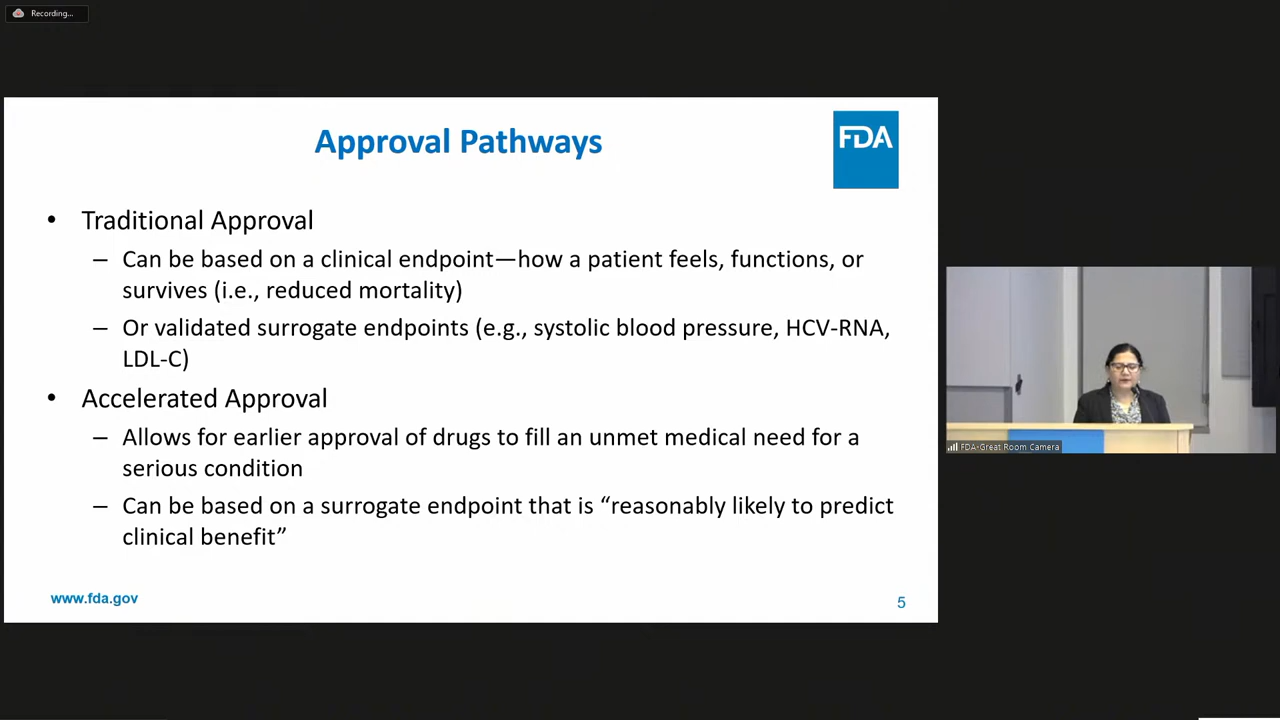 Recording...
Approval Pathways
FDA
• Traditional Approval
– Can be based on a clinical endpoint—how a patient feels, functions, or
survives (i.e., reduced mortality)
– Or validated surrogate endpoints (e.g., systolic blood pressure, HCV-RNA,
LDL-C)
• Accelerated Approval
– Allows for earlier approval of drugs to fill an unmet medical need for a
serious condition
– Can be based on a surrogate endpoint that is “reasonably likely to predict
clinical benefit”
www.fda.gov
5
FDA-Great Room Camera